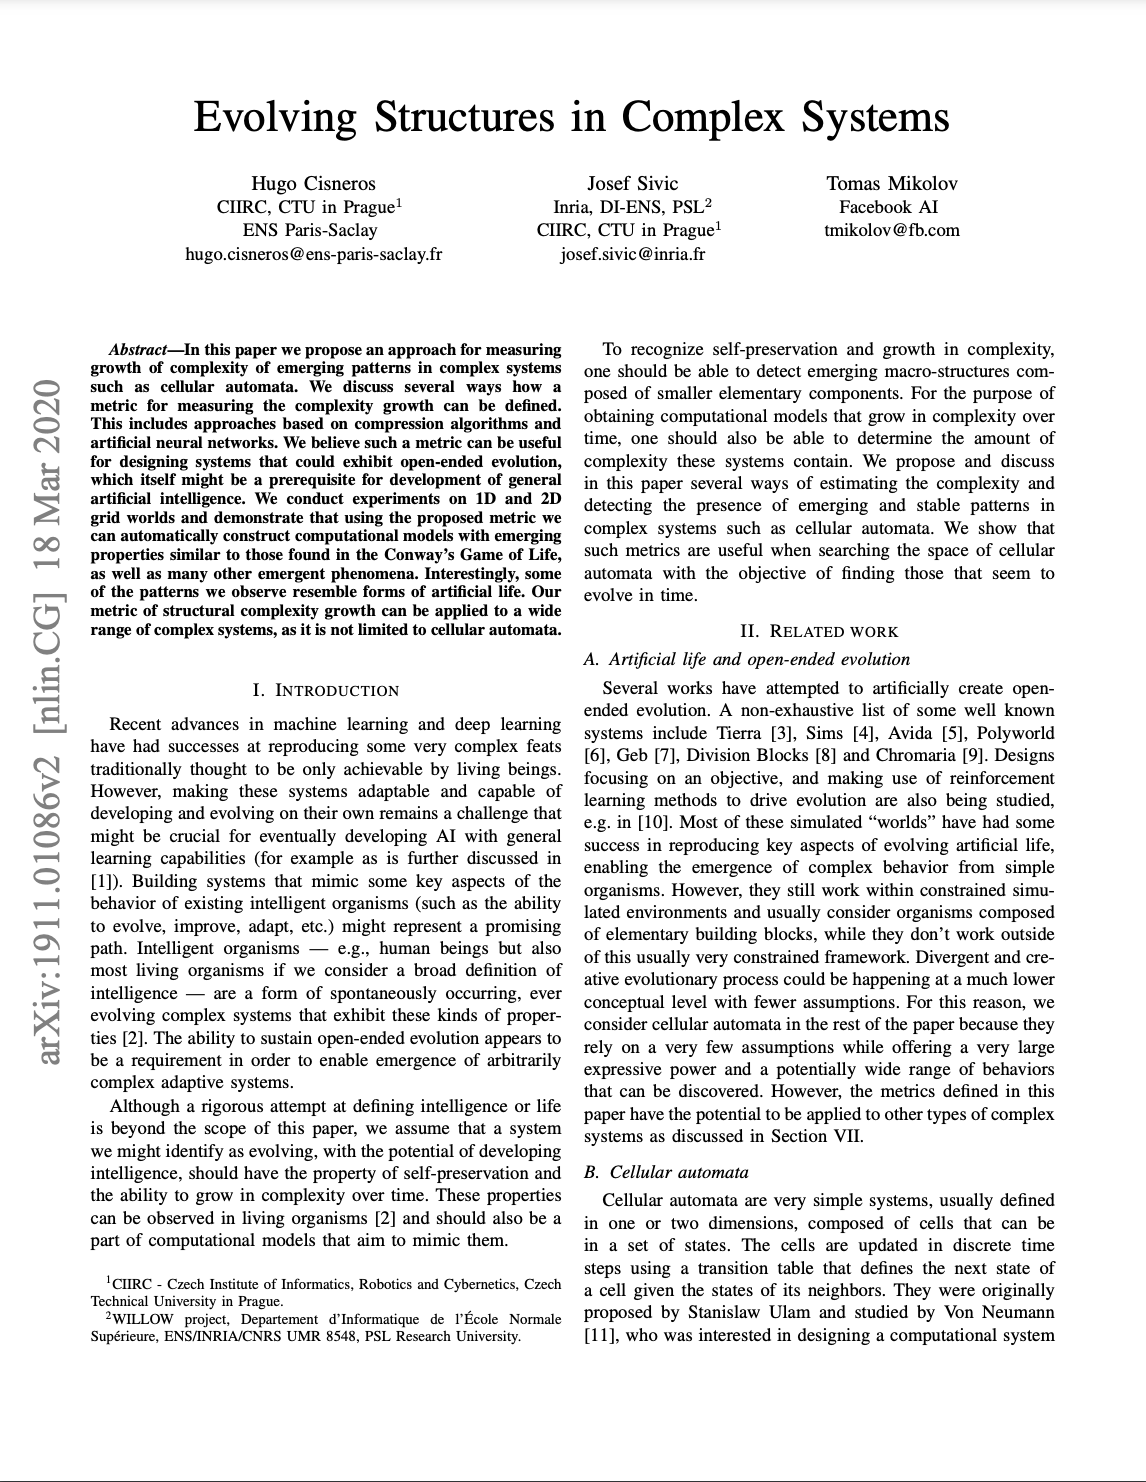 Evolving Structures in Complex Systems
Hugo Cisneros
CIIRC, CTU in Prague¹
ENS Paris-Saclay
hugo.cisneros@ens-paris-saclay.fr
Josef Sivic
Inria, DI-ENS, PSL²
CIIRC, CTU in Prague¹
josef.sivic@inria.fr
Tomas Mikolov
Facebook AI
tmikolov@fb.com
arXiv:1911.01086v2 [nlin.CG] 18 Mar 2020
Abstract—In this paper we propose an approach for measuring
growth of complexity of emerging patterns in complex systems
such as cellular automata. We discuss several ways how a
metric for measuring the complexity growth can be defined.
This includes approaches based on compression algorithms and
artificial neural networks. We believe such a metric can be useful
for designing systems that could exhibit open-ended evolution,
which itself might be a prerequisite for development of general
artificial intelligence. We conduct experiments on 1D and 2D
grid worlds and demonstrate that using the proposed metric we
can automatically construct computational models with emerging
properties similar to those found in the Conway's Game of Life,
as well as many other emergent phenomena. Interestingly, some
of the patterns we observe resemble forms of artificial life. Our
metric of structural complexity growth can be applied to a wide
range of complex systems, as it is not limited to cellular automata.
I. INTRODUCTION
Recent advances in machine learning and deep learning
have had successes at reproducing some very complex feats
traditionally thought to be only achievable by living beings.
However, making these systems adaptable and capable of
developing and evolving on their own remains a challenge that
might be crucial for eventually developing AI with general
learning capabilities (for example as is further discussed in
[1]). Building systems that mimic some key aspects of the
behavior of existing intelligent organisms (such as the ability
to evolve, improve, adapt, etc.) might represent a promising
path. Intelligent organisms — e.g., human beings but also
most living organisms if we consider a broad definition of
intelligence — are a form of spontaneously occurring, ever
evolving complex systems that exhibit these kinds of proper-
ties [2]. The ability to sustain open-ended evolution appears to
be a requirement in order to enable emergence of arbitrarily
complex adaptive systems.
Although a rigorous attempt at defining intelligence or life
is beyond the scope of this paper, we assume that a system
we might identify as evolving, with the potential of developing
intelligence, should have the property of self-preservation and
the ability to grow in complexity over time. These properties
can be observed in living organisms [2] and should also be a
part of computational models that aim to mimic them.
¹CIIRC - Czech Institute of Informatics, Robotics and Cybernetics, Czech
Technical University in Prague.
²WILLOW project, Departement d'Informatique de l'École Normale
Supérieure, ENS/INRIA/CNRS UMR 8548, PSL Research University.
To recognize self-preservation and growth in complexity,
one should be able to detect emerging macro-structures com-
posed of smaller elementary components. For the purpose of
obtaining computational models that grow in complexity over
time, one should also be able to determine the amount of
complexity these systems contain. We propose and discuss
in this paper several ways of estimating the complexity and
detecting the presence of emerging and stable patterns in
complex systems such as cellular automata. We show that
such metrics are useful when searching the space of cellular
automata with the objective of finding those that seem to
evolve in time.
II. RELATED WORK
A. Artificial life and open-ended evolution
Several works have attempted to artificially create open-
ended evolution. A non-exhaustive list of some well known
systems include Tierra [3], Sims [4], Avida [5], Polyworld
[6], Geb [7], Division Blocks [8] and Chromaria [9]. Designs
focusing on an objective, and making use of reinforcement
learning methods to drive evolution are also being studied,
e.g. in [10]. Most of these simulated “worlds” have had some
success in reproducing key aspects of evolving artificial life,
enabling the emergence of complex behavior from simple
organisms. However, they still work within constrained simu-
lated environments and usually consider organisms composed
of elementary building blocks, while they don't work outside
of this usually very constrained framework. Divergent and cre-
ative evolutionary process could be happening at a much lower
conceptual level with fewer assumptions. For this reason, we
consider cellular automata in the rest of the paper because they
rely on a very few assumptions while offering a very large
expressive power and a potentially wide range of behaviors
that can be discovered. However, the metrics defined in this
paper have the potential to be applied to other types of complex
systems as discussed in Section VII.
B. Cellular automata
Cellular automata are very simple systems, usually defined
in one or two dimensions, composed of cells that can be
in a set of states. The cells are updated in discrete time
steps using a transition table that defines the next state of
a cell given the states of its neighbors. They were originally
proposed by Stanislaw Ulam and studied by Von Neumann
[11], who was interested in designing a computational system